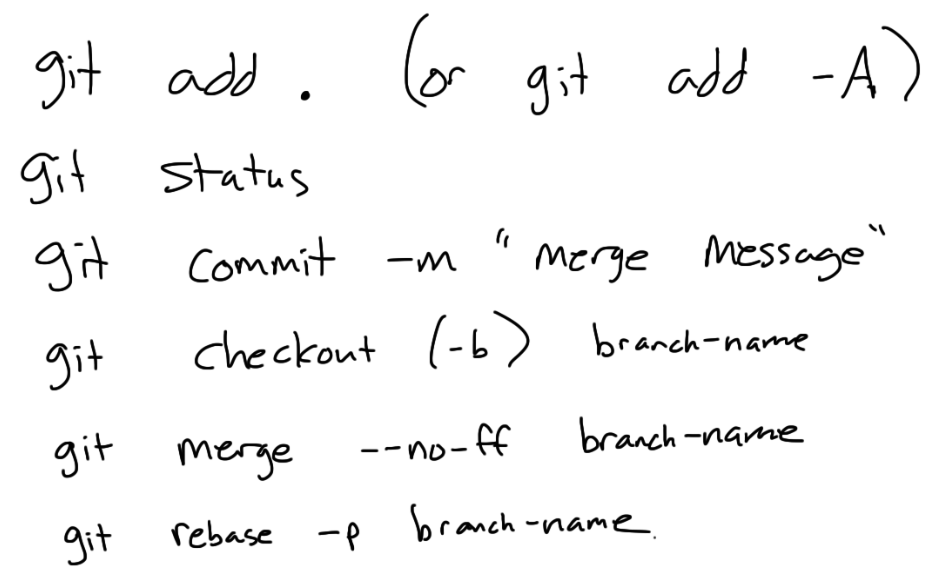 git add . (or git add -A)
git status
git commit -m "merge message"
git checkout (-b) branch-name
git merge --no-ff branch-name
git rebase -p branch-name.